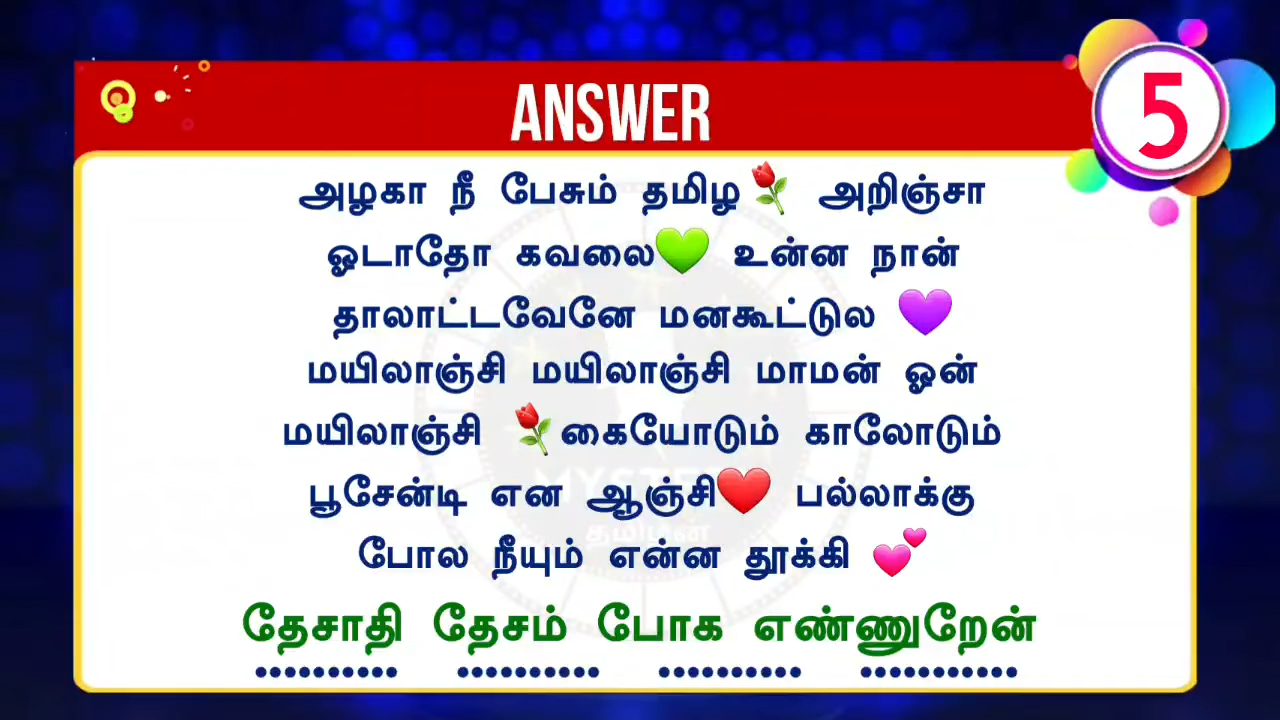 ANSWER
5
அழகா நீ பேசும் தமிழ🌹 அறிஞ்சா
ஓடாதோ கவலை💚 உன்ன நான்
தாலாட்டவேனே மனகூட்டுல 💜
மயிலாஞ்சி மயிலாஞ்சி மாமன் ஓன்
மயிலாஞ்சி 🌹கையோடும் காலோடும்
பூசேன்டி என ஆஞ்சி❤️ பல்லாக்கு
போல நீயும் என்ன தூக்கி 💕
தேசாதி தேசம் போக எண்ணுறேன்